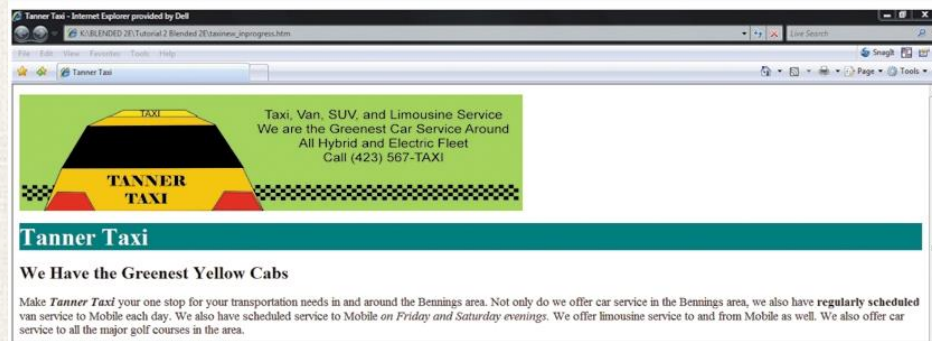 Tanner Taxi - Internet Explorer provided by Dell
K:\BLENDED 2E\Tutorial 2 Blended 2E\taxinew_inprogress.htm
Live Search
File Edit View Favorites Tools Help
SnagIt
Tanner Taxi
Page Tools
TAXI
TANNER
TAXI
Taxi, Van, SUV, and Limousine Service
We are the Greenest Car Service Around
All Hybrid and Electric Fleet
Call (423) 567-TAXI
Tanner Taxi
We Have the Greenest Yellow Cabs
Make Tanner Taxi your one stop for your transportation needs in and around the Bennings area. Not only do we offer car service in the Bennings area, we also have regularly scheduled
van service to Mobile each day. We also have scheduled service to Mobile on Friday and Saturday evenings. We offer limousine service to and from Mobile as well. We also offer car
service to all the major golf courses in the area.